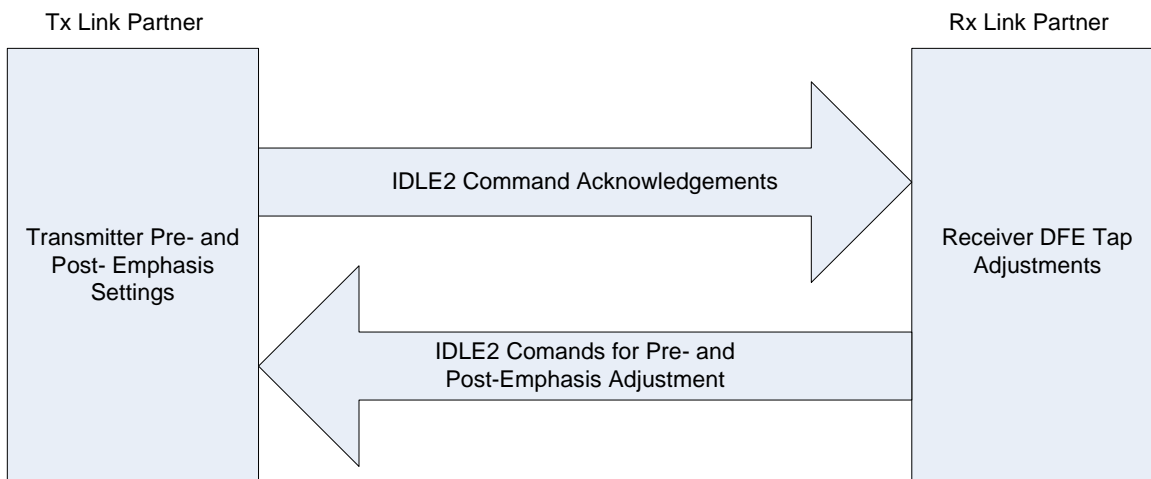 Tx Link Partner
Rx Link Partner
IDLE2 Command Acknowledgements
Transmitter Pre- and
Post- Emphasis
Settings
Receiver DFE Tap
Adjustments
IDLE2 Comands for Pre- and
Post-Emphasis Adjustment